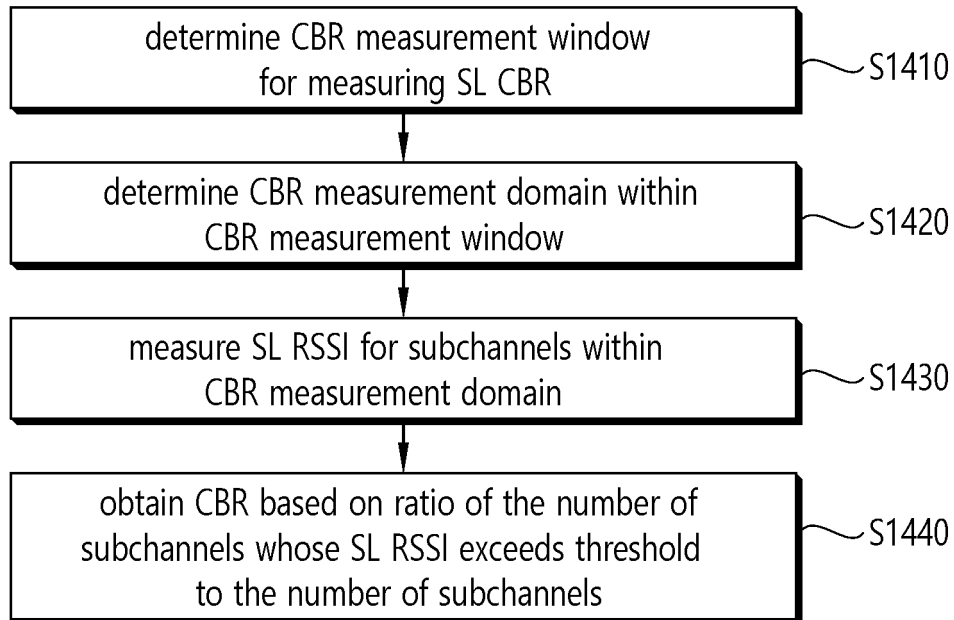 determine CBR measurement window
for measuring SL CBR
S1410
determine CBR measurement domain within
CBR measurement window
S1420
measure SL RSSI for subchannels within
CBR measurement domain
S1430
obtain CBR based on ratio of the number of
subchannels whose SL RSSI exceeds threshold
to the number of subchannels
S1440